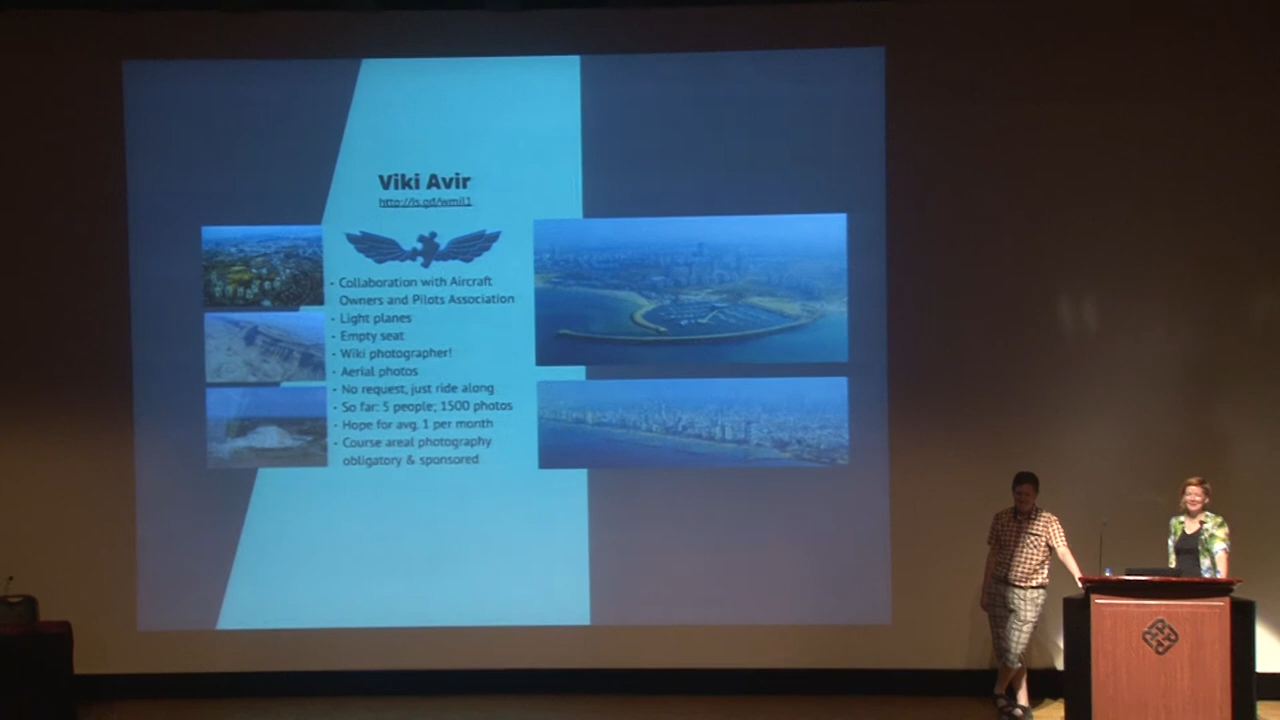 Viki Avir
http://is.gd/wmil1
- Collaboration with Aircraft
Owners and Pilots Association
- Light planes
- Empty seat
- Wiki photographer!
- Aerial photos
- No request, just ride along
- So far: 5 people; 1500 photos
- Hope for avg. 1 per month
- Course areal photography
obligatory & sponsored